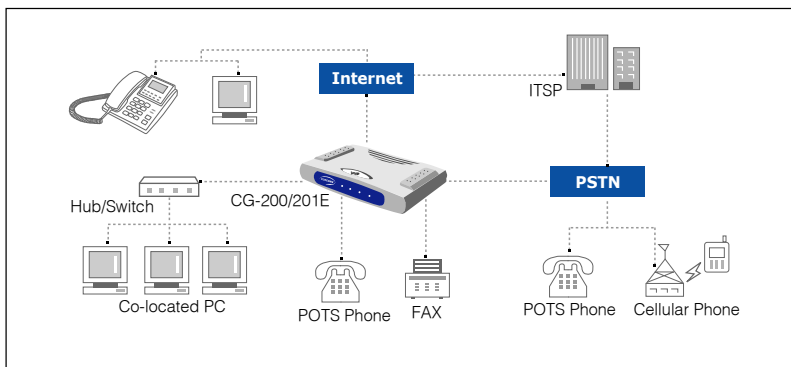 Internet
ITSP
PSTN
Hub/Switch
CG-200/201E
Co-located PC
POTS Phone
FAX
POTS Phone
Cellular Phone